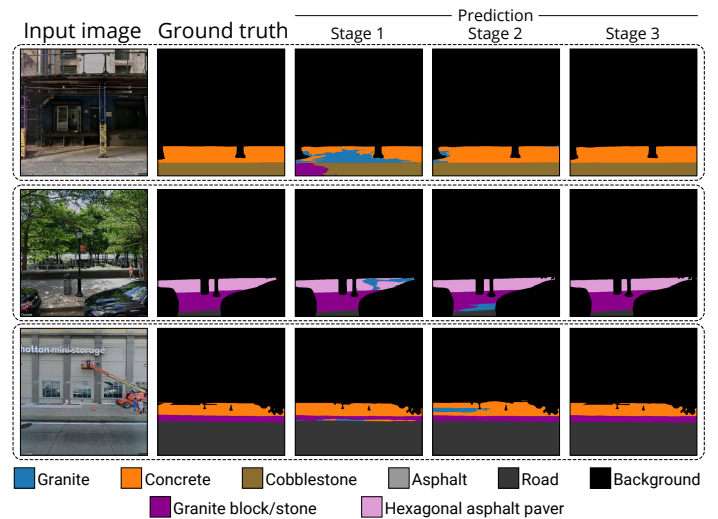 Prediction
Input image Ground truth Stage 1 Stage 2 Stage 3
hattan-mini-storage
Granite Concrete Cobblestone Asphalt Road Background
Granite block/stone Hexagonal asphalt paver